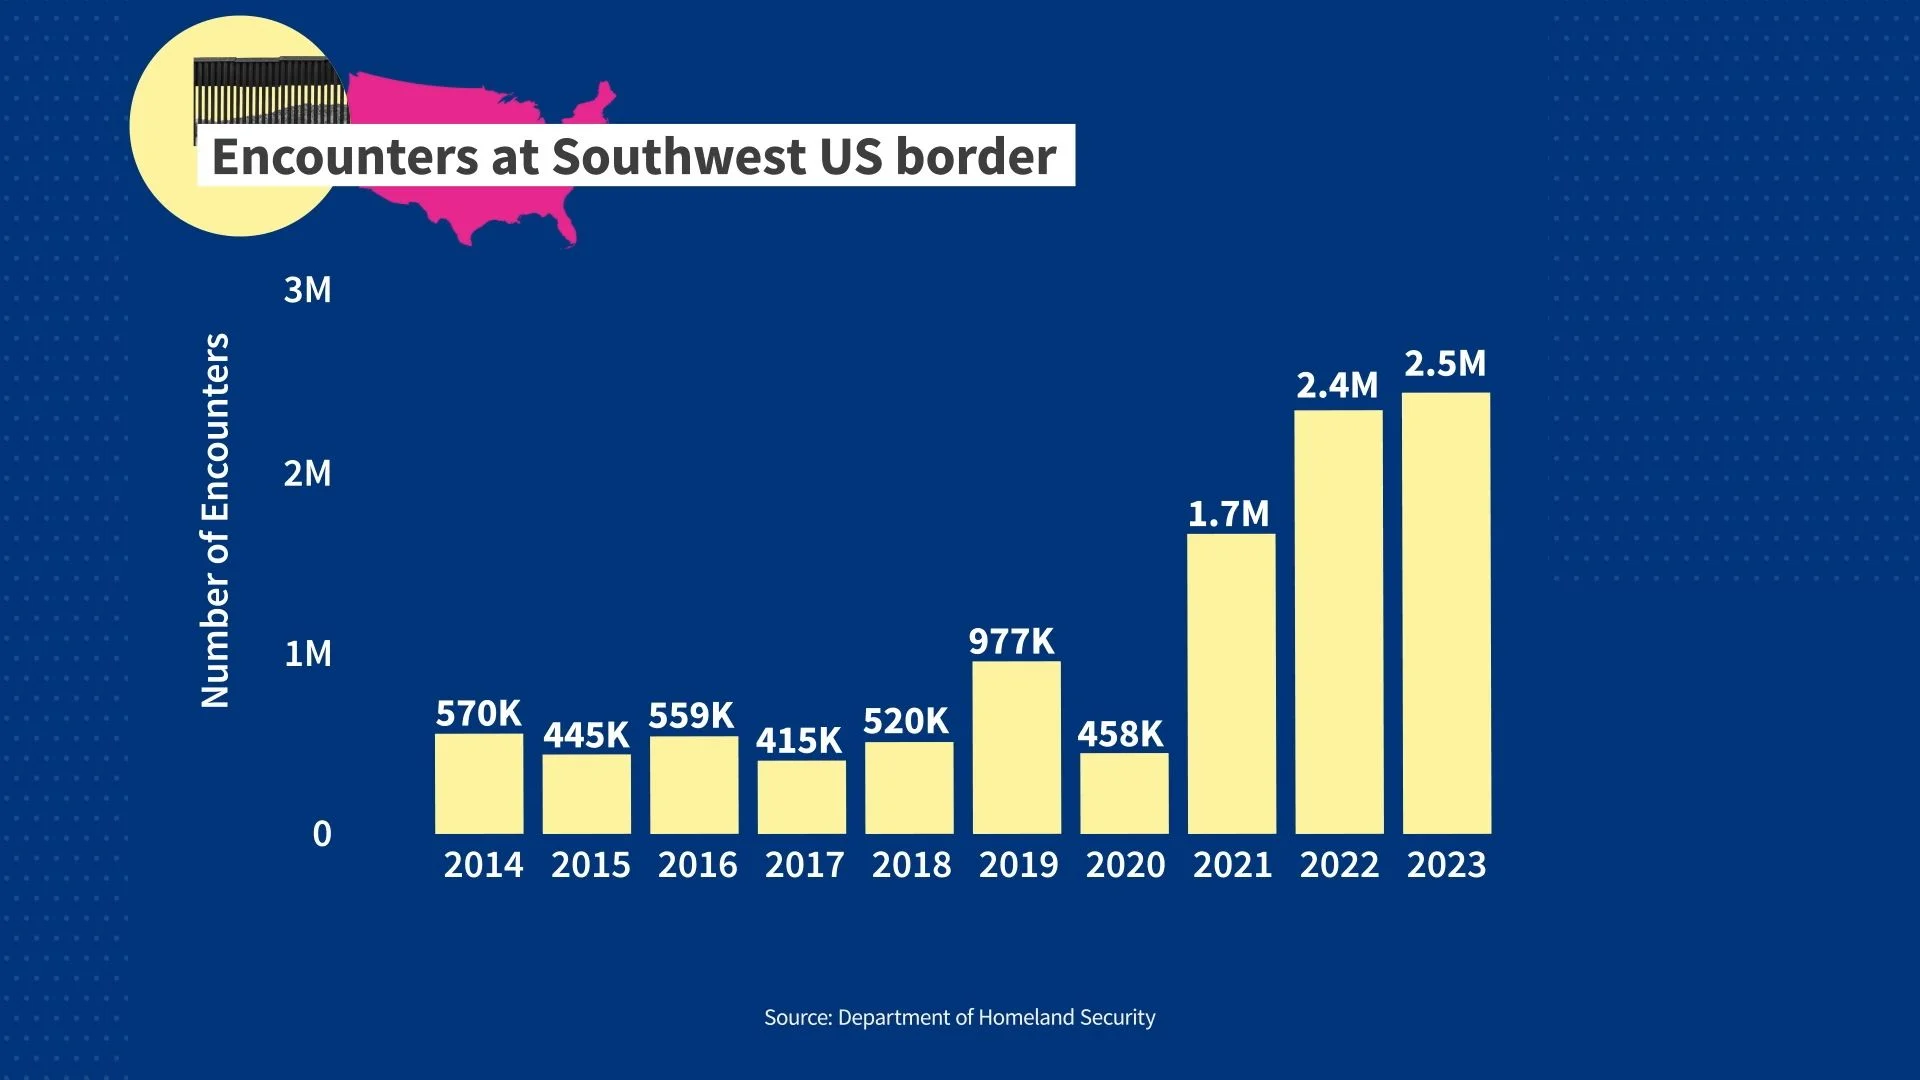 Encounters at Southwest US border
3M
2M
1M
0
Number of Encounters
570K
445K
559K
415K
520K
977K
458K
1.7M
2.4M
2.5M
2014 2015 2016 2017 2018 2019 2020 2021 2022 2023
Source: Department of Homeland Security